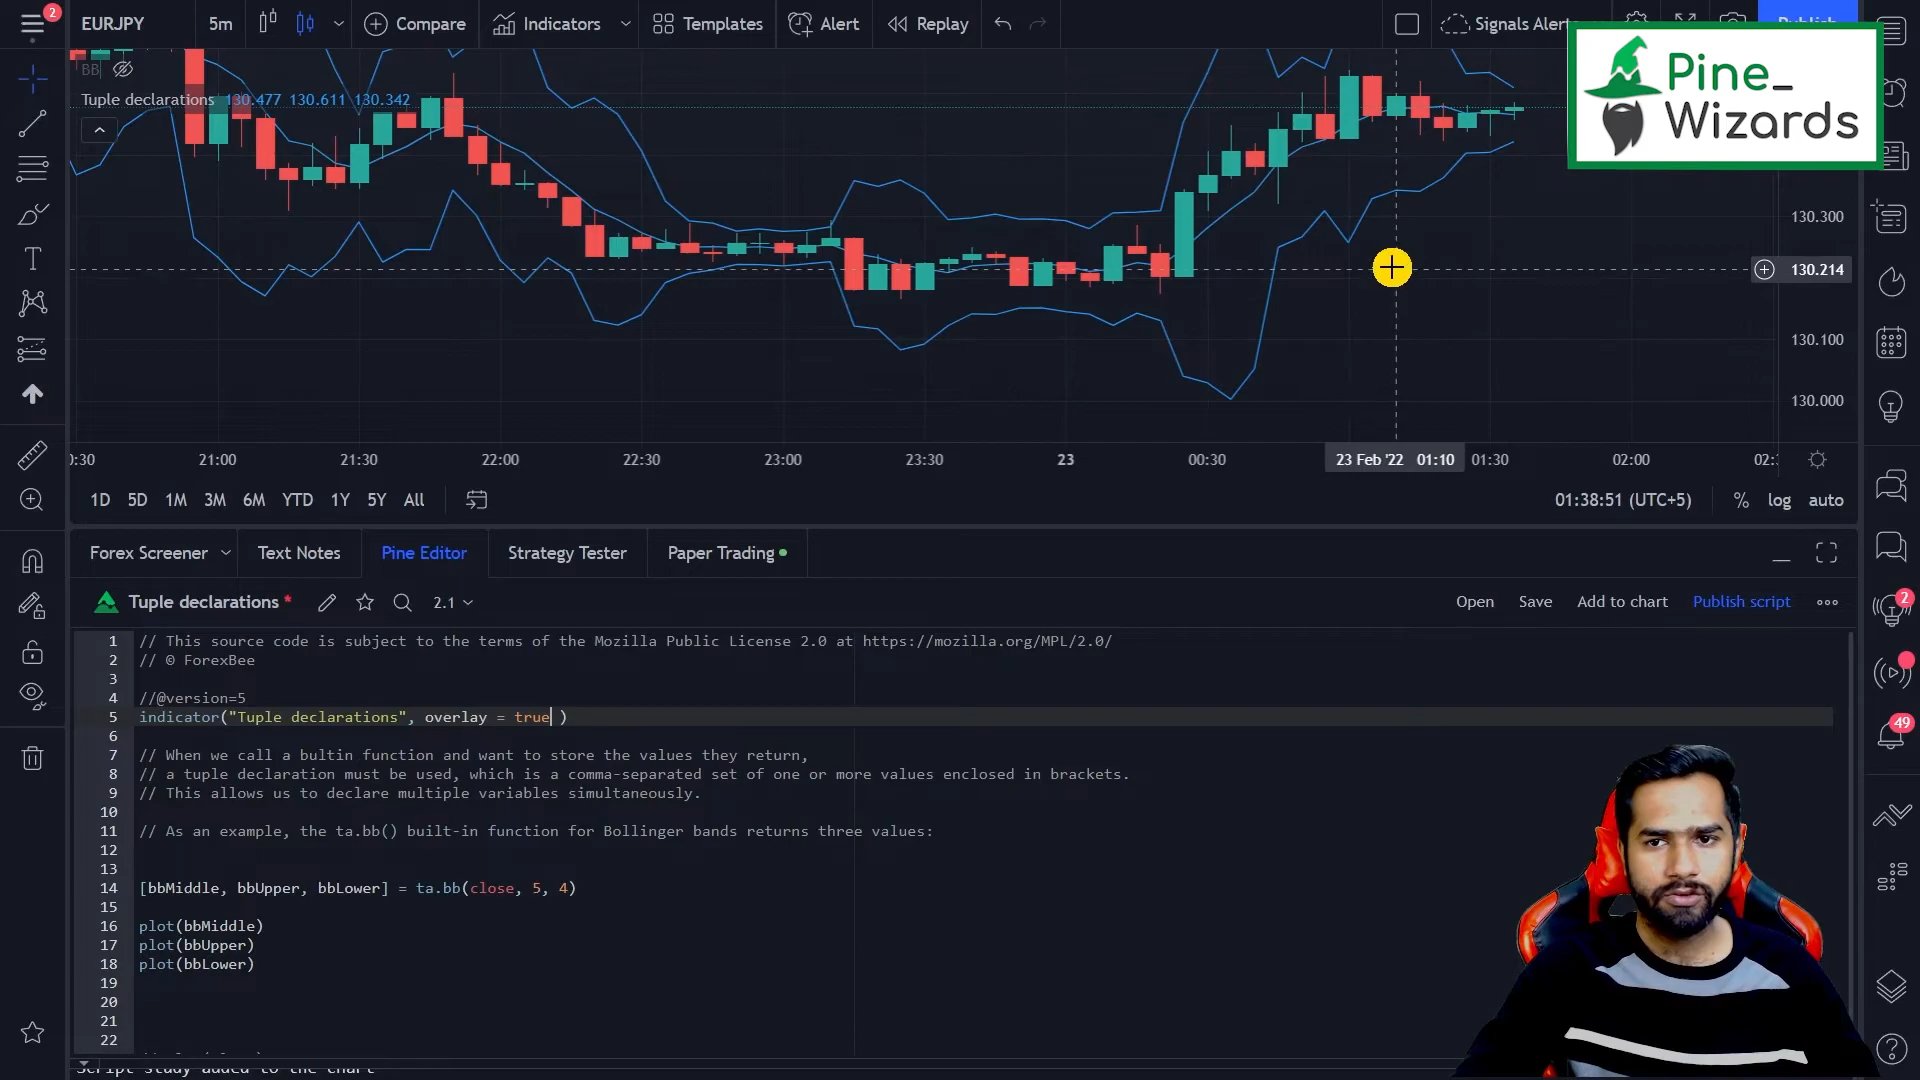 2
EURJPY
5m
Compare
Indicators
Templates
Alert
Replay
Signals Alerts
Pine_
Wizards
BB
Tuple declarations 130.477 130.611 130.342
130.300
130.214
130.100
130.000
21:00
21:30
22:00
22:30
23:00
23:30
23
00:30
23 Feb '22 01:10
01:30
02:00
1D
5D
1M
3M
6M
YTD
1Y
5Y
All
01:38:51 (UTC+5)
%
log
auto
Forex Screener
Text Notes
Pine Editor
Strategy Tester
Paper Trading
Tuple declarations *
2.1
Open
Save
Add to chart
Publish script
2
49
1 // This source code is subject to the terms of the Mozilla Public License 2.0 at https://mozilla.org/MPL/2.0/
2 // © ForexBee
3
4 //@version=5
5 indicator("Tuple declarations", overlay = true )
6
7 // When we call a bultin function and want to store the values they return,
8 // a tuple declaration must be used, which is a comma-separated set of one or more values enclosed in brackets.
9 // This allows us to declare multiple variables simultaneously.
10
11 // As an example, the ta.bb() built-in function for Bollinger bands returns three values:
12
13
14 [bbMiddle, bbUpper, bbLower] = ta.bb(close, 5, 4)
15
16 plot(bbMiddle)
17 plot(bbUpper)
18 plot(bbLower)
19
20
21
22
Script study added to the chart